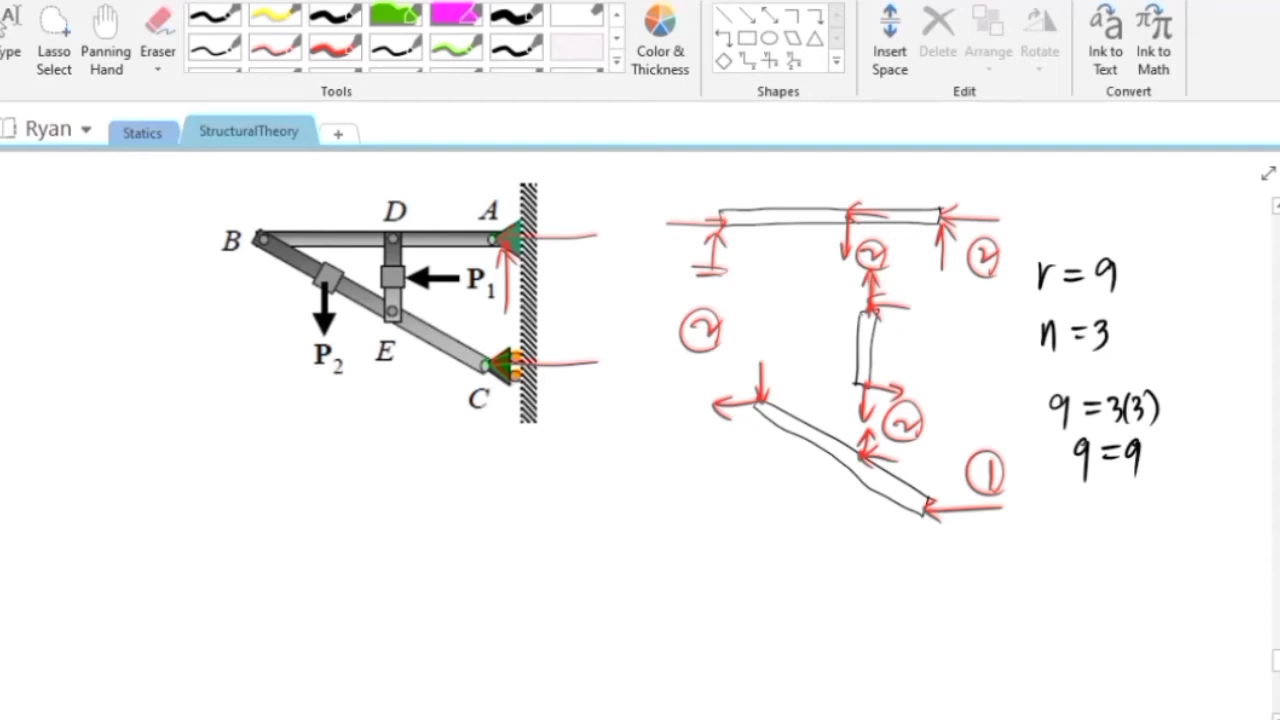 Type
Lasso Select
Panning Hand
Eraser
Color & Thickness
Insert Space
Delete
Arrange
Rotate
Ink to Text
Ink to Math
Tools
Shapes
Edit
Convert
Ryan
Statics
StructuralTheory
+
D
A
B
P1
P2
E
C
2
2
2
2
1
r = 9
n = 3
9 = 3(3)
9 = 9